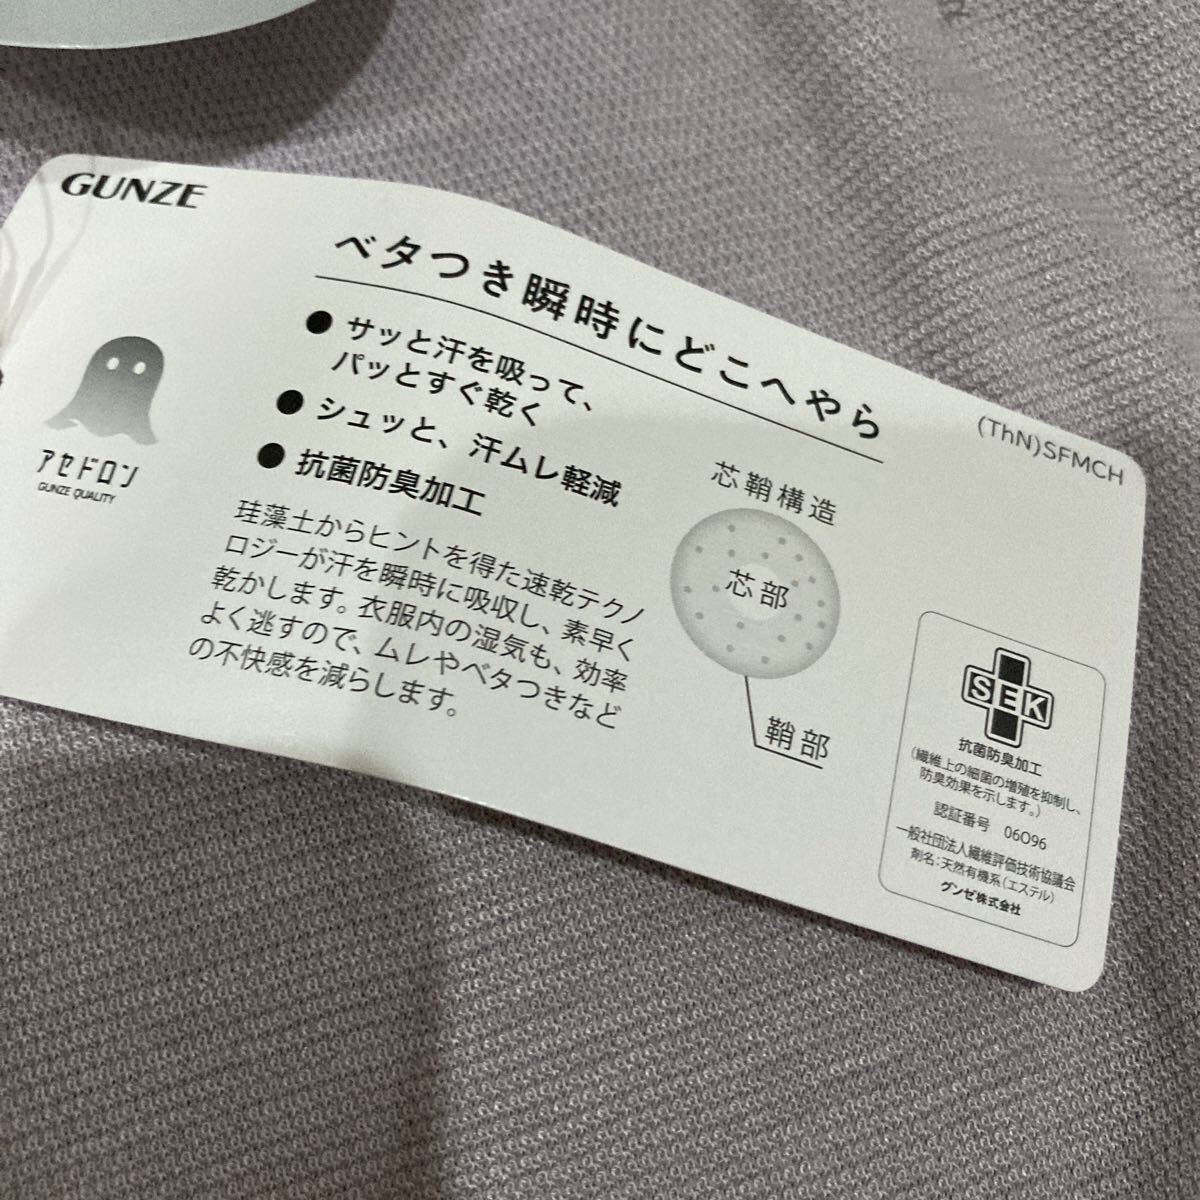 GUNZE
ベタつき瞬時にどこへやら
(ThN)SFMCH
● サッと汗を吸って、
パッとすぐ乾く
● シュッと、汗ムレ軽減
● 抗菌防臭加工
アセドロン
GUNZE QUALITY
珪藻土からヒントを得た速乾テクノ
ロジーが汗を瞬時に吸収し、素早く
乾かします。衣服内の湿気も、効率
よく逃すので、ムレやベタつきなど
の不快感を減らします。
芯鞘構造
芯部
鞘部
SEK
抗菌防臭加工
(繊維上の細菌の増殖を抑制し、
防臭効果を示します。)
認証番号 06O96
一般社団法人繊維評価技術協議会
剤名:天然有機系(エステル)
グンゼ株式会社